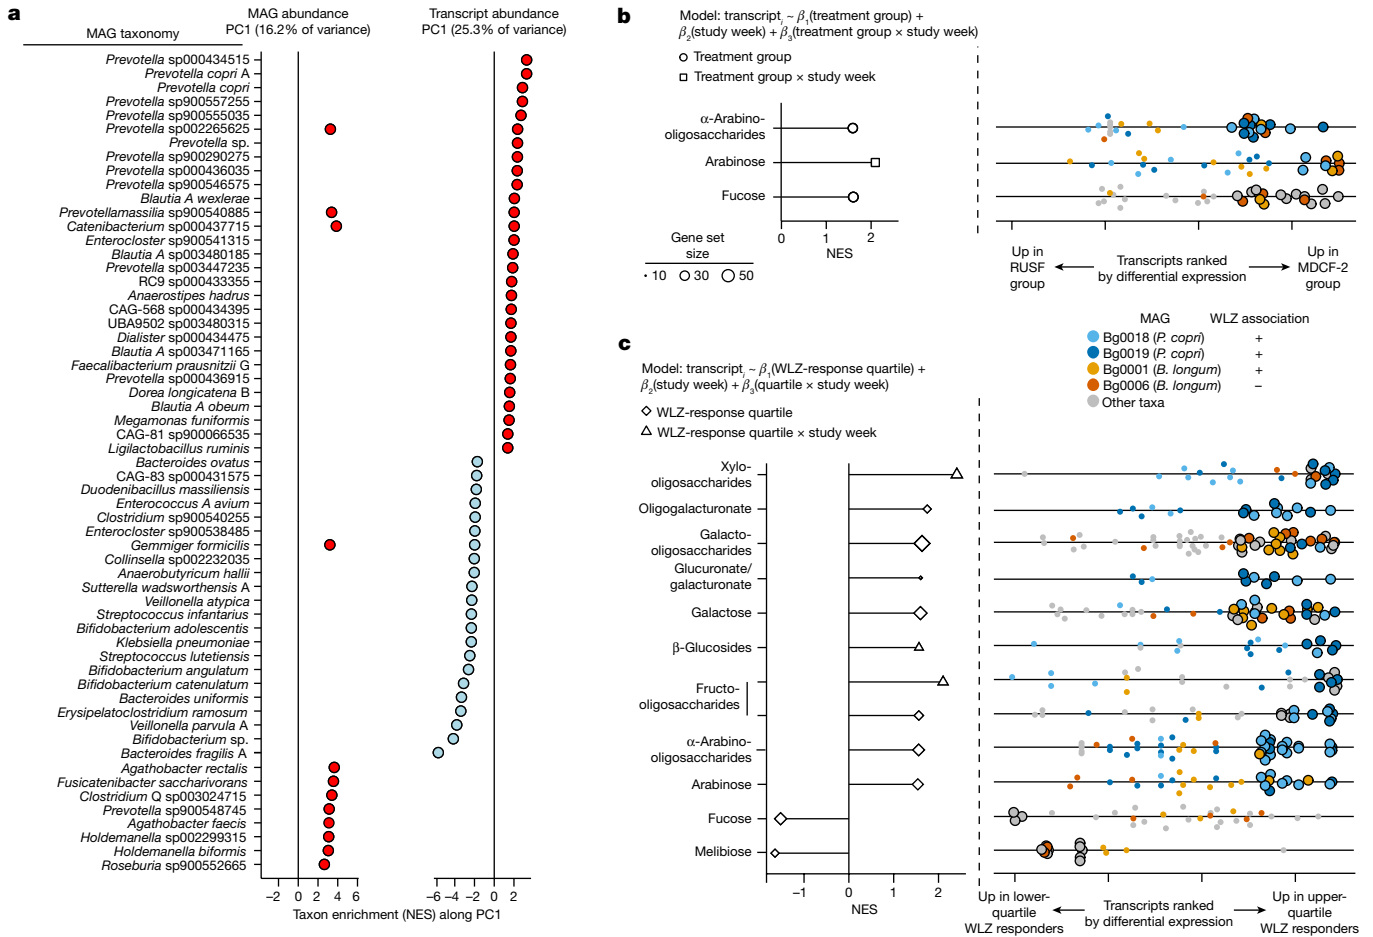 a
MAG taxonomy
MAG abundance
PC1 (16.2% of variance)
Transcript abundance
PC1 (25.3% of variance)
Prevotella sp000434515
Prevotella copri A
Prevotella copri
Prevotella sp900557255
Prevotella sp900555035
Prevotella sp002265625
Prevotella sp.
Prevotella sp900290275
Prevotella sp000436035
Prevotella sp900546575
Blautia A wexlerae
Prevotellamassilia sp900540885
Catenibacterium sp000437715
Enterocloster sp900541315
Blautia A sp003480185
Prevotella sp003447235
RC9 sp000433355
Anaerostipes hadrus
CAG-568 sp000434395
UBA9502 sp003480315
Dialister sp000434475
Blautia A sp003471165
Faecalibacterium prausnitzii G
Prevotella sp000436915
Dorea longicatena B
Blautia A obeum
Megamonas funiformis
CAG-81 sp900066535
Ligilactobacillus ruminis
Bacteroides ovatus
CAG-83 sp000431575
Duodenibacillus massiliensis
Enterococcus A avium
Clostridium sp900540255
Enterocloster sp900538485
Gemmiger formicilis
Collinsella sp002232035
Anaerobutyricum hallii
Sutterella wadsworthensis A
Veillonella atypica
Streptococcus infantarius
Bifidobacterium adolescentis
Klebsiella pneumoniae
Streptococcus lutetiensis
Bifidobacterium angulatum
Bifidobacterium catenulatum
Bacteroides uniformis
Erysipelatoclostridium ramosum
Veillonella parvula A
Bifidobacterium sp.
Bacteroides fragilis A
Agathobacter rectalis
Fusicatenibacter saccharivorans
Clostridium Q sp003024715
Prevotella sp900548745
Agathobacter faecis
Holdemanella sp002299315
Holdemanella biformis
Roseburia sp900552665
−2 0 2 4 6
−6 −4 −2 0 2
Taxon enrichment (NES) along PC1
b
Model: transcript_i ~ β1(treatment group) +
β2(study week) + β3(treatment group × study week)
Treatment group
Treatment group × study week
α-Arabino-
oligosaccharides
Arabinose
Fucose
0 1 2
NES
Gene set
size
10 30 50
Up in
RUSF
group
Transcripts ranked
by differential expression
Up in
MDCF-2
group
MAG WLZ association
Bg0018 (P. copri) +
Bg0019 (P. copri) +
Bg0001 (B. longum) +
Bg0006 (B. longum) −
Other taxa
c
Model: transcript_i ~ β1(WLZ-response quartile) +
β2(study week) + β3(quartile × study week)
WLZ-response quartile
WLZ-response quartile × study week
Xylo-
oligosaccharides
Oligogalacturonate
Galacto-
oligosaccharides
Glucuronate/
galacturonate
Galactose
β-Glucosides
Fructo-
oligosaccharides
α-Arabino-
oligosaccharides
Arabinose
Fucose
Melibiose
−1 0 1 2
NES
Up in lower-
quartile
WLZ responders
Transcripts ranked
by differential expression
Up in upper-
quartile
WLZ responders